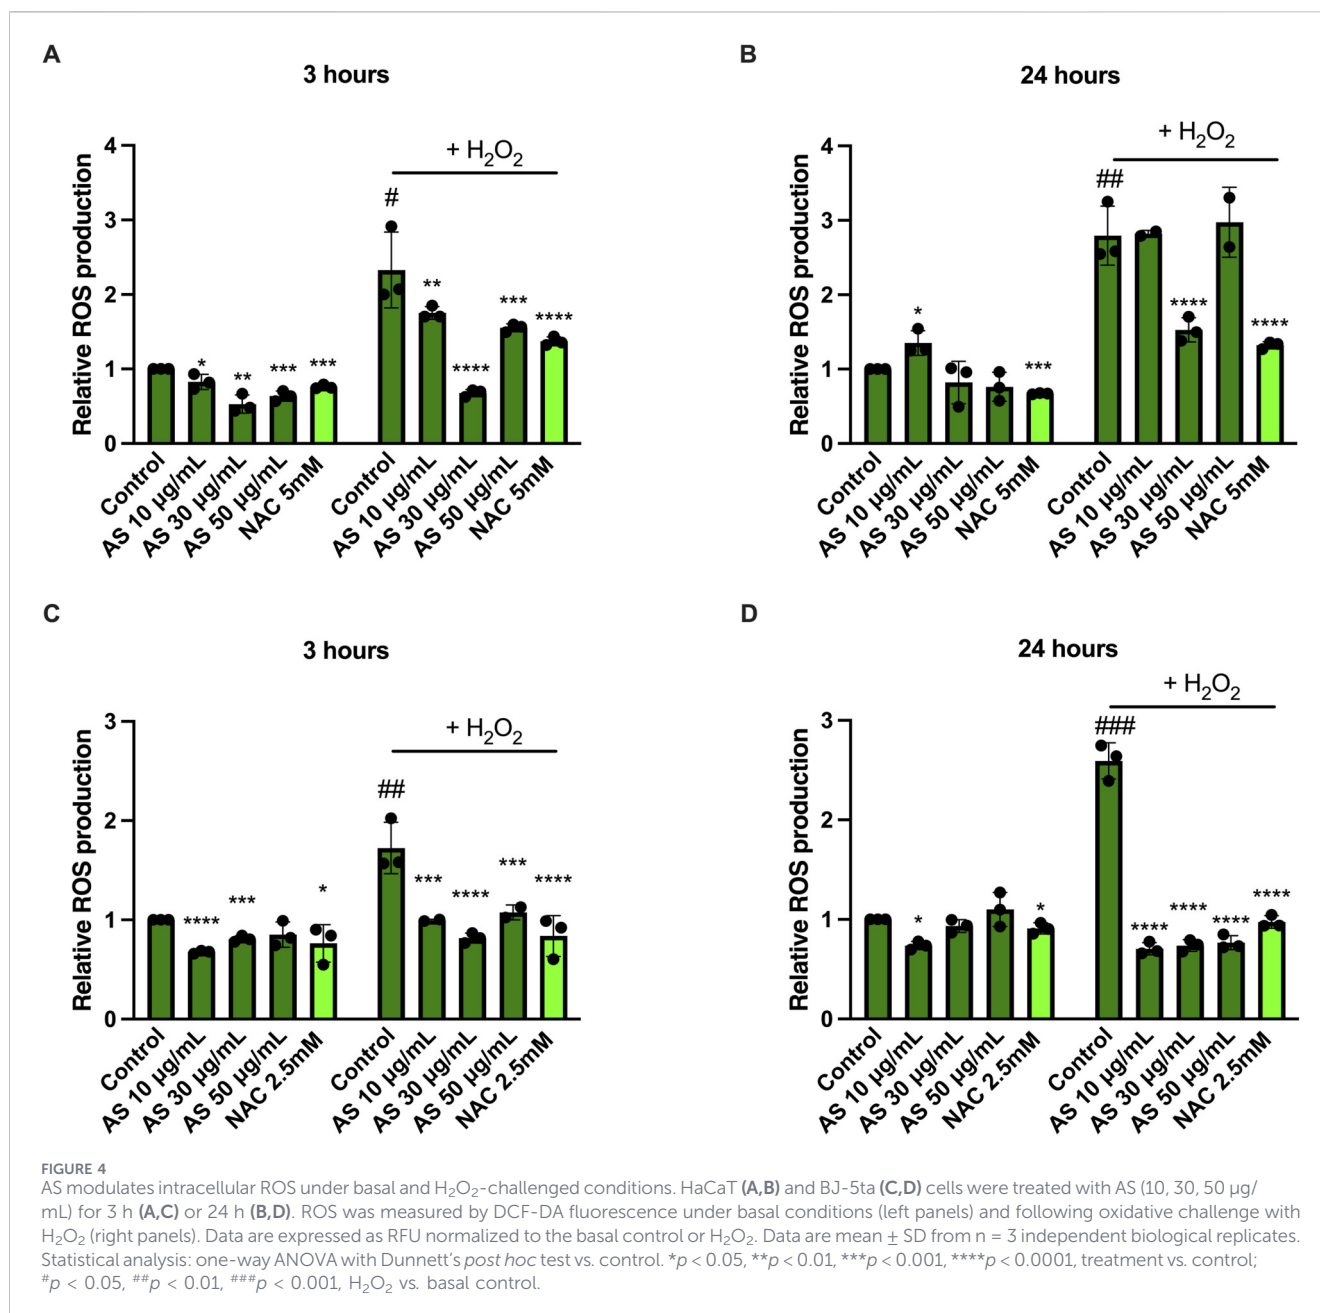 A
3 hours
Relative ROS production
4
3
2
1
0
+ H₂O₂
#
**
***
****
****
*
**
***
***
Control
AS 10 µg/mL
AS 30 µg/mL
AS 50 µg/mL
NAC 5mM
Control
AS 10 µg/mL
AS 30 µg/mL
AS 50 µg/mL
NAC 5mM
B
24 hours
Relative ROS production
4
3
2
1
0
+ H₂O₂
##
*
****
****
***
Control
AS 10 µg/mL
AS 30 µg/mL
AS 50 µg/mL
NAC 5mM
Control
AS 10 µg/mL
AS 30 µg/mL
AS 50 µg/mL
NAC 5mM
C
3 hours
Relative ROS production
3
2
1
0
+ H₂O₂
##
****
***
*
***
****
***
****
Control
AS 10 µg/mL
AS 30 µg/mL
AS 50 µg/mL
NAC 2.5mM
Control
AS 10 µg/mL
AS 30 µg/mL
AS 50 µg/mL
NAC 2.5mM
D
24 hours
Relative ROS production
3
2
1
0
+ H₂O₂
###
*
*
****
****
****
****
Control
AS 10 µg/mL
AS 30 µg/mL
AS 50 µg/mL
NAC 2.5mM
Control
AS 10 µg/mL
AS 30 µg/mL
AS 50 µg/mL
NAC 2.5mM
FIGURE 4
AS modulates intracellular ROS under basal and H₂O₂-challenged conditions. HaCaT (A,B) and BJ-5ta (C,D) cells were treated with AS (10, 30, 50 µg/
mL) for 3 h (A,C) or 24 h (B,D). ROS was measured by DCF-DA fluorescence under basal conditions (left panels) and following oxidative challenge with
H₂O₂ (right panels). Data are expressed as RFU normalized to the basal control or H₂O₂. Data are mean ± SD from n = 3 independent biological replicates.
Statistical analysis: one-way ANOVA with Dunnett's post hoc test vs. control. *p < 0.05, **p < 0.01, ***p < 0.001, ****p < 0.0001, treatment vs. control;
#p < 0.05, ##p < 0.01, ###p < 0.001, H₂O₂ vs. basal control.